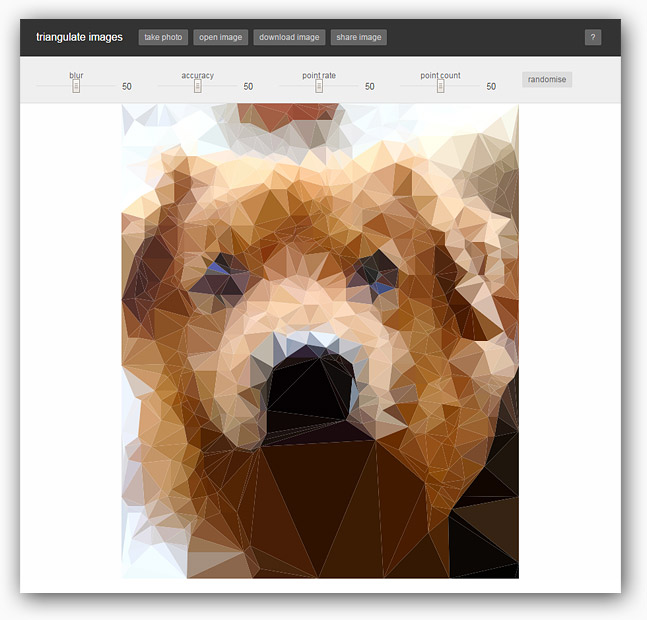 triangulate images take photo open image download image share image ?
blur accuracy point rate point count randomise
50 50 50 50